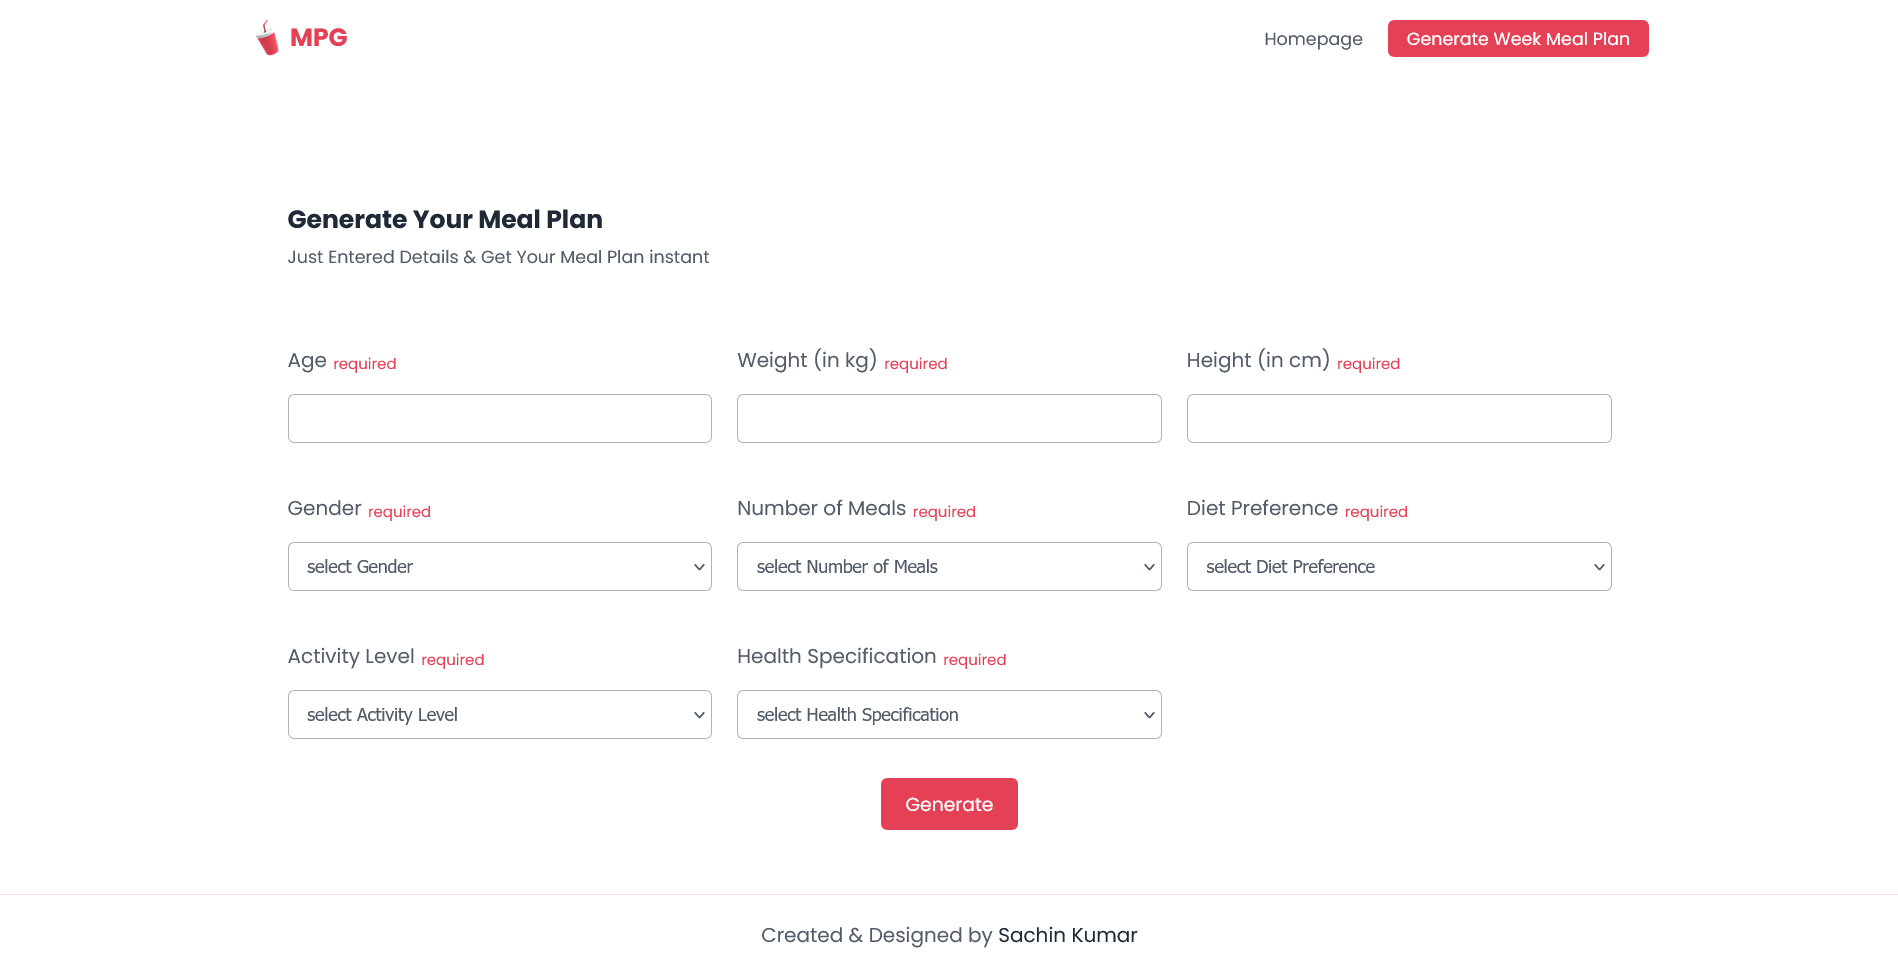 MPG
Homepage
Generate Week Meal Plan
Generate Your Meal Plan
Just Entered Details & Get Your Meal Plan instant
Age required
Weight (in kg) required
Height (in cm) required
Gender required
Number of Meals required
Diet Preference required
select Gender
select Number of Meals
select Diet Preference
Activity Level required
Health Specification required
select Activity Level
select Health Specification
Generate
Created & Designed by Sachin Kumar